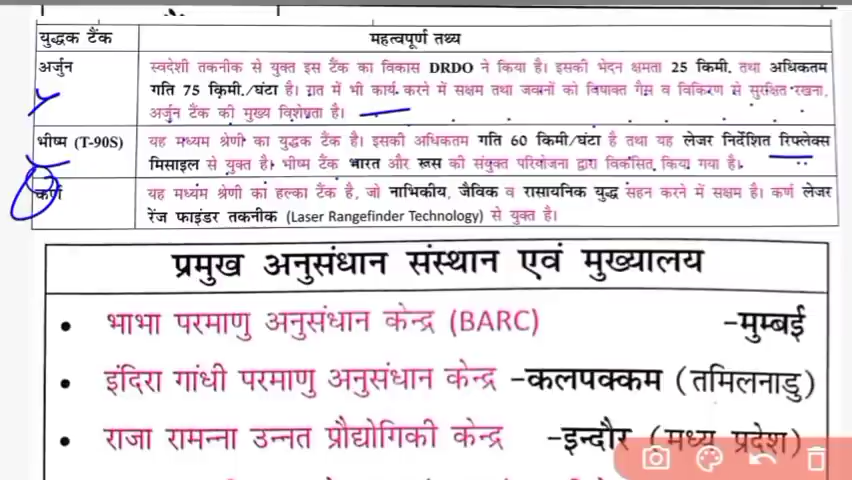 युद्धक टैंक महत्वपूर्ण तथ्य
अर्जुन स्वदेशी तकनीक से युक्त इस टैंक का विकास DRDO ने किया है। इसकी भेदन क्षमता 25 किमी. तथा अधिकतम
गति 75 किमी./घंटा है। रात में भी कार्य करने में सक्षम तथा जवानों को विषाक्त गैस व विकिरण से सुरक्षित रखना,
अर्जुन टैंक की मुख्य विशेषता है।
भीष्म (T-90S) यह मध्यम श्रेणी का युद्धक टैंक है। इसकी अधिकतम गति 60 किमी/घंटा है तथा यह लेजर निर्देशित रिफ्लेक्स
मिसाइल से युक्त है। भीष्म टैंक भारत और रूस की संयुक्त परियोजना द्वारा विकसित किया गया है।
कर्ण यह मध्यम श्रेणी का हल्का टैंक है, जो नाभिकीय, जैविक व रासायनिक युद्ध सहन करने में सक्षम है। कर्ण लेजर
रेंज फाइंडर तकनीक (Laser Rangefinder Technology) से युक्त है।
प्रमुख अनुसंधान संस्थान एवं मुख्यालय
• भाभा परमाणु अनुसंधान केन्द्र (BARC) -मुम्बई
• इंदिरा गांधी परमाणु अनुसंधान केन्द्र -कलपक्कम (तमिलनाडु)
• राजा रामन्ना उन्नत प्रौद्योगिकी केन्द्र -इन्दौर (मध्य प्रदेश)